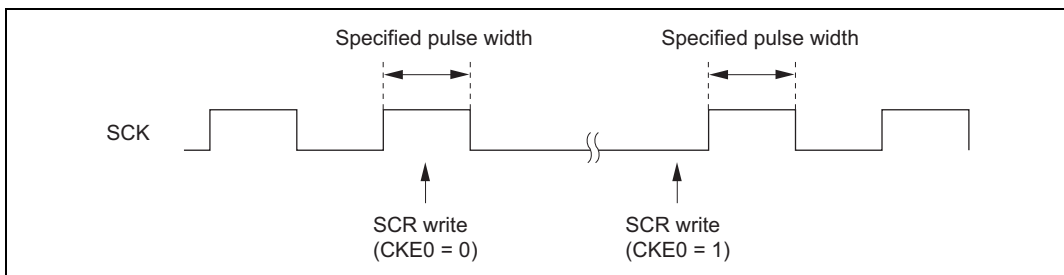 Specified pulse width
Specified pulse width
SCK
SCR write
(CKE0 = 0)
SCR write
(CKE0 = 1)